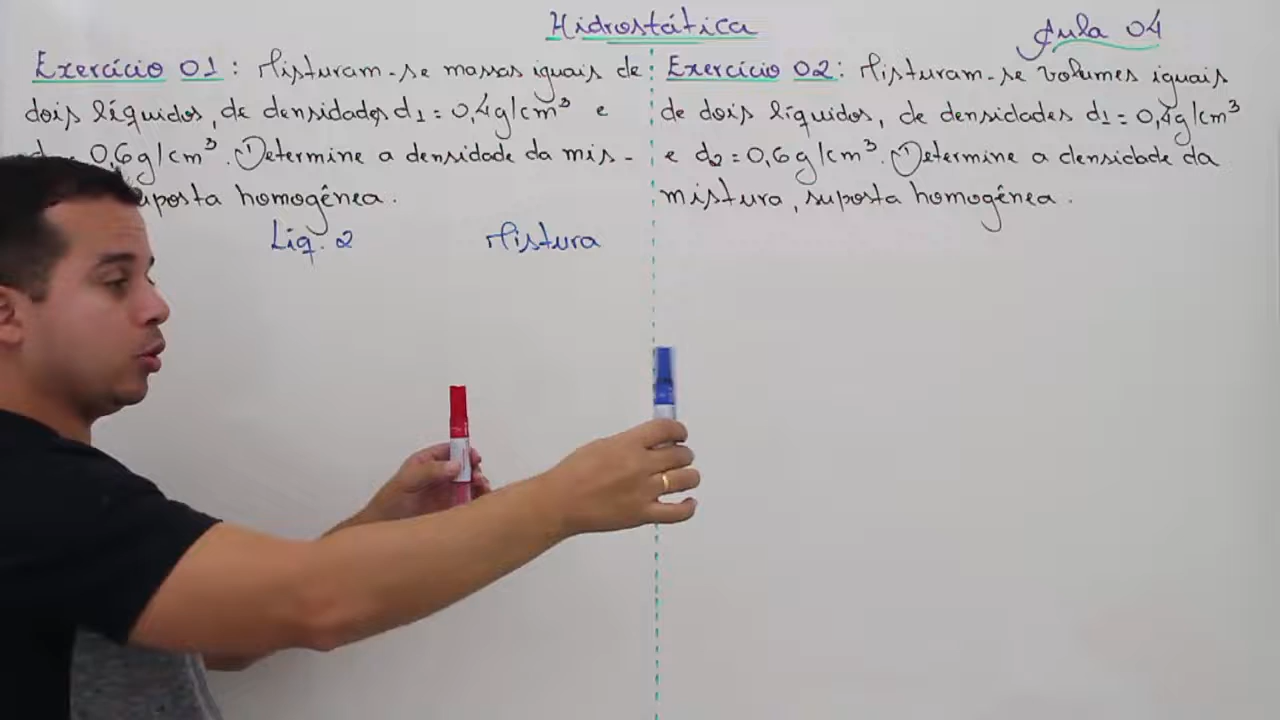 Hidrostática
Aula 04
Exercício 01: Misturam-se massas iguais de
dois líquidos, de densidades d1 = 0,4g/cm³ e
0,6g/cm³. Determine a densidade da mis-
uposta homogênea.
Liq. 2 Mistura
Exercício 02: Misturam-se volumes iguais
de dois líquidos, de densidades d1 = 0,4g/cm³
e d2 = 0,6g/cm³. Determine a densidade da
mistura, suposta homogênea.